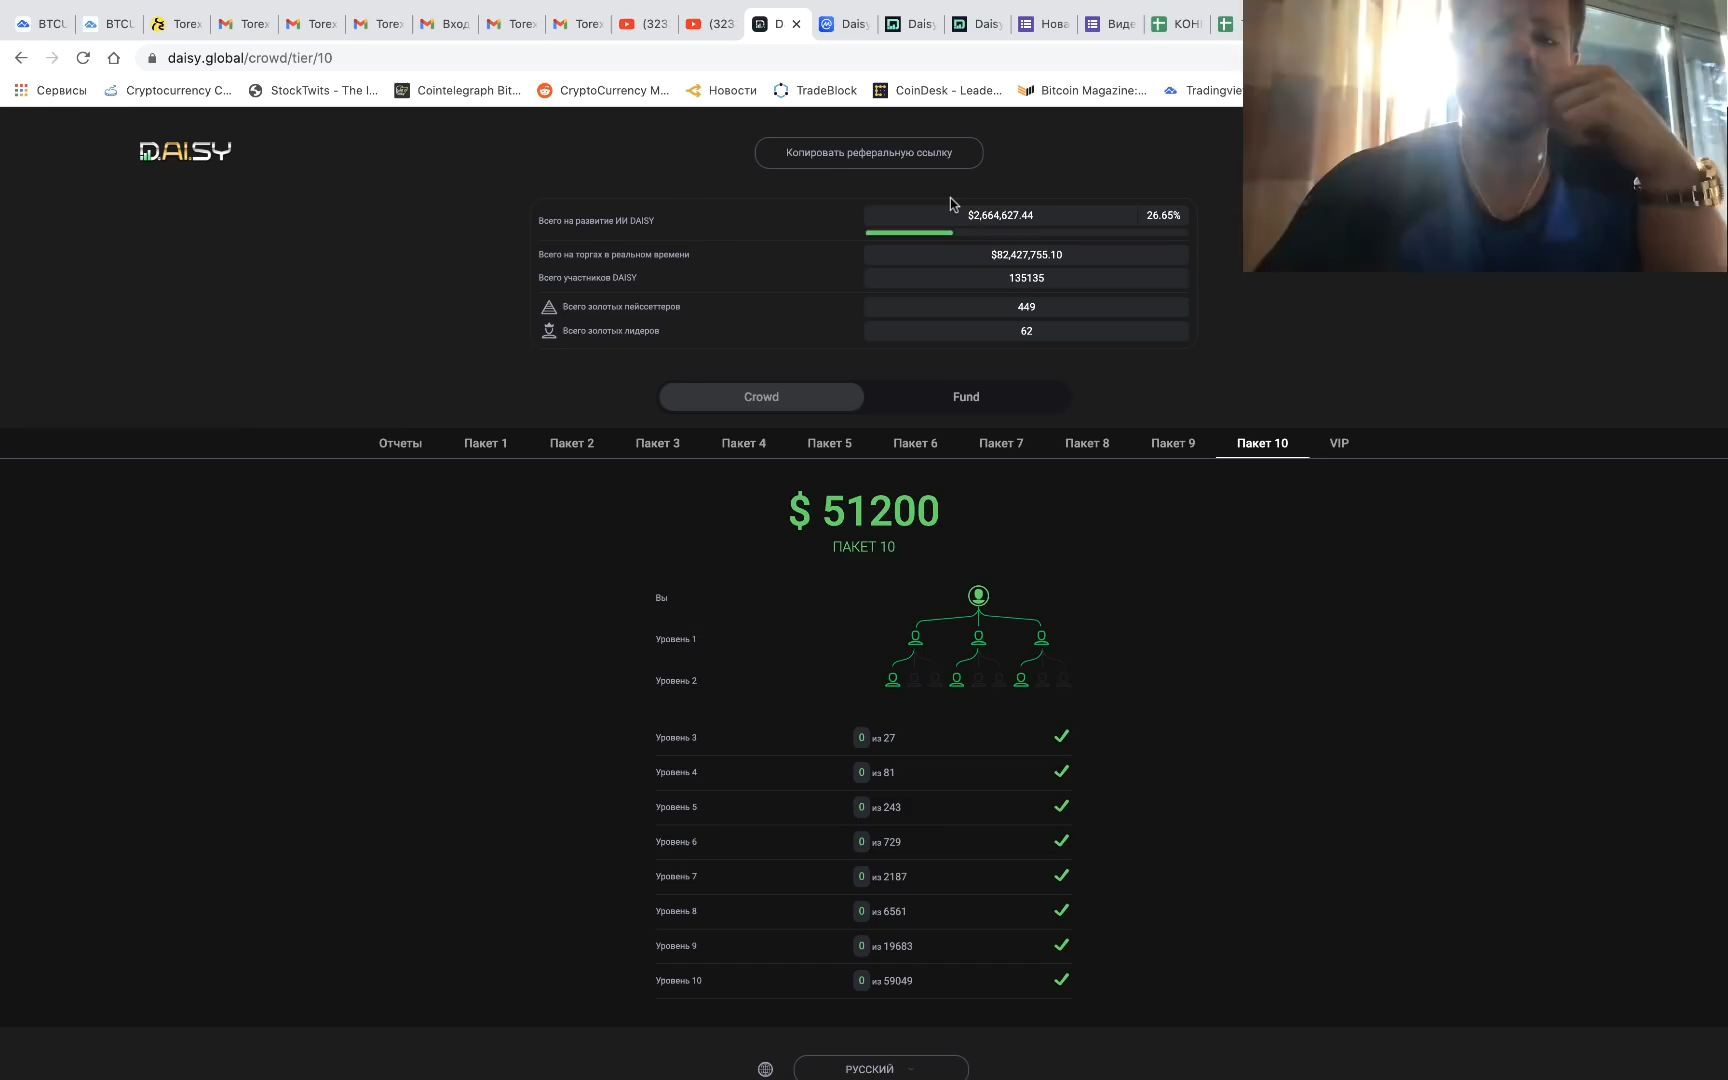 BTCU
BTCU
Torex
Torex
Torex
Torex
Вход
Torex
Torex
(323
(323
D
Daisy
Daisy
Daisy
Нова
Виде
КОНК
daisy.global/crowd/tier/10
Сервисы
Cryptocurrency C...
StockTwits - The I...
Cointelegraph Bit...
CryptoCurrency M...
Новости
TradeBlock
CoinDesk - Leade...
Bitcoin Magazine:...
Tradingvie
DAISY
Копировать реферальную ссылку
Всего на развитие ИИ DAISY
$2,664,627.44
26.65%
Всего на торгах в реальном времени
$82,427,755.10
Всего участников DAISY
135135
Всего золотых пейссеттеров
449
Всего золотых лидеров
62
Crowd
Fund
Отчеты
Пакет 1
Пакет 2
Пакет 3
Пакет 4
Пакет 5
Пакет 6
Пакет 7
Пакет 8
Пакет 9
Пакет 10
VIP
$ 51200
ПАКЕТ 10
Вы
Уровень 1
Уровень 2
Уровень 3
0 из 27
Уровень 4
0 из 81
Уровень 5
0 из 243
Уровень 6
0 из 729
Уровень 7
0 из 2187
Уровень 8
0 из 6561
Уровень 9
0 из 19683
Уровень 10
0 из 59049
РУССКИЙ